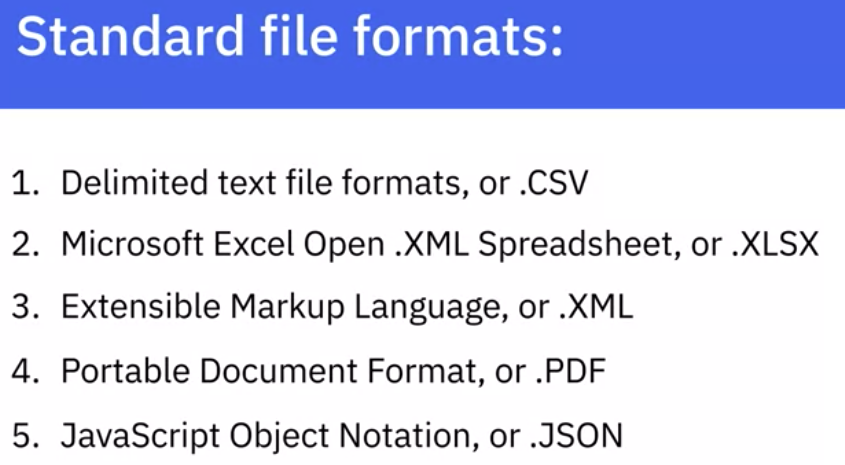 Standard file formats:
1. Delimited text file formats, or .CSV
2. Microsoft Excel Open .XML Spreadsheet, or .XLSX
3. Extensible Markup Language, or .XML
4. Portable Document Format, or .PDF
5. JavaScript Object Notation, or .JSON